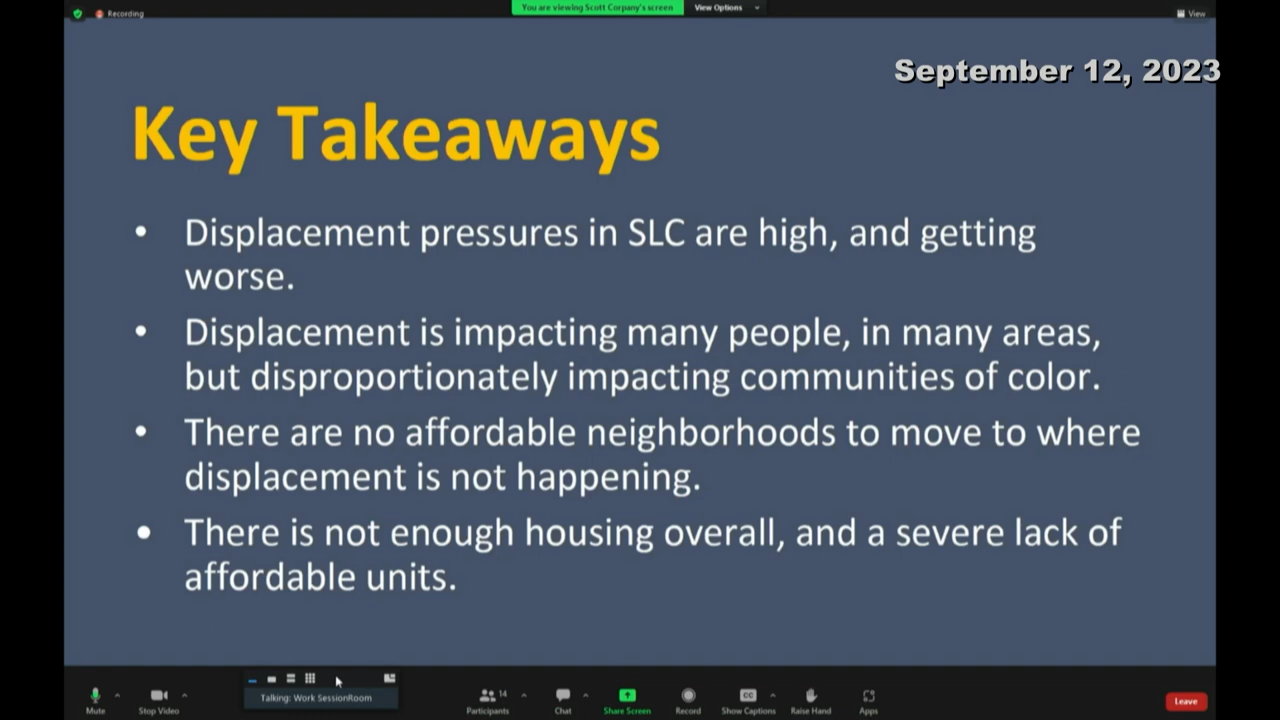 Recording
You are viewing Scott Corpany's screen
View Options
View
September 12, 2023
Key Takeaways
• Displacement pressures in SLC are high, and getting
worse.
• Displacement is impacting many people, in many areas,
but disproportionately impacting communities of color.
• There are no affordable neighborhoods to move to where
displacement is not happening.
• There is not enough housing overall, and a severe lack of
affordable units.
Talking: Work SessionRoom
Mute
Stop Video
14
Participants
Chat
Share Screen
Record
CC
Show Captions
Raise Hand
Apps
Leave